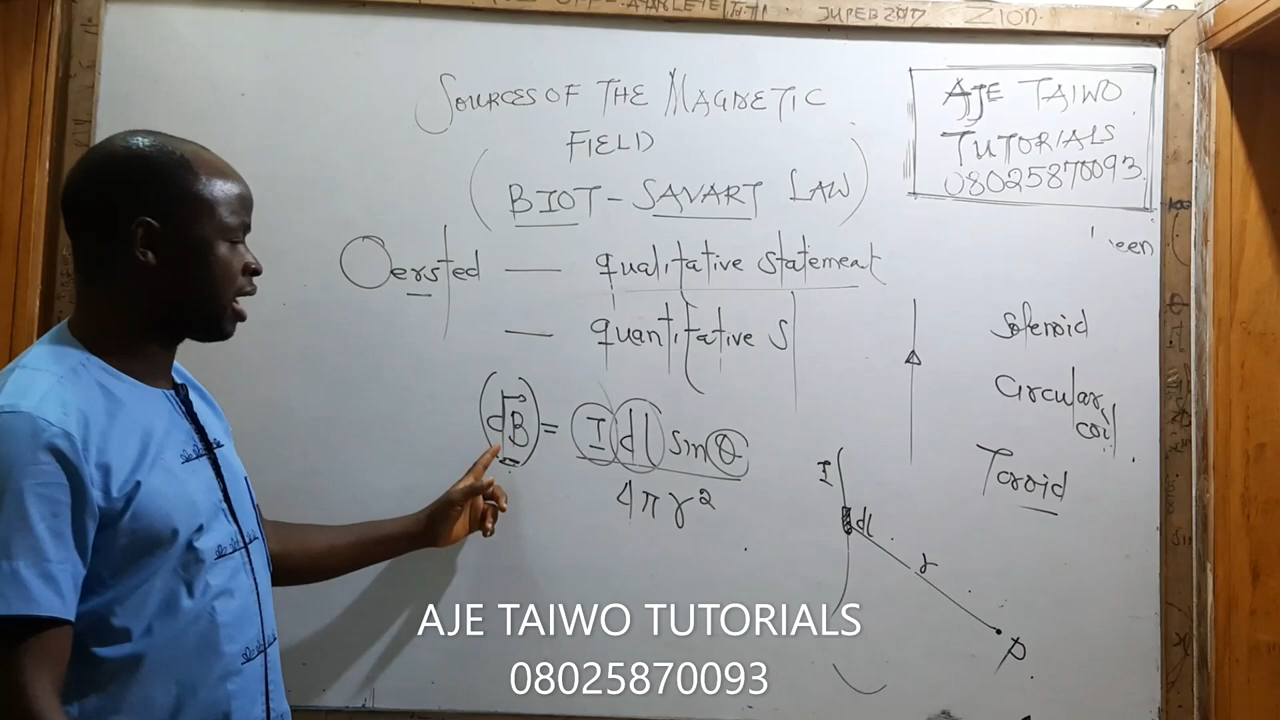 JUPEB 2017 ZION
SOURCES OF THE MAGNETIC
FIELD
(BIOT-SAVART LAW)
AJE TAIWO
TUTORIALS
08025870093
Oersted — qualitative statement
— quantitative S
(dB) = I dl sin θ
4πr²
I
dl
r
P
een
Solenoid
Circular
coil
Toroid
AJE TAIWO TUTORIALS
08025870093